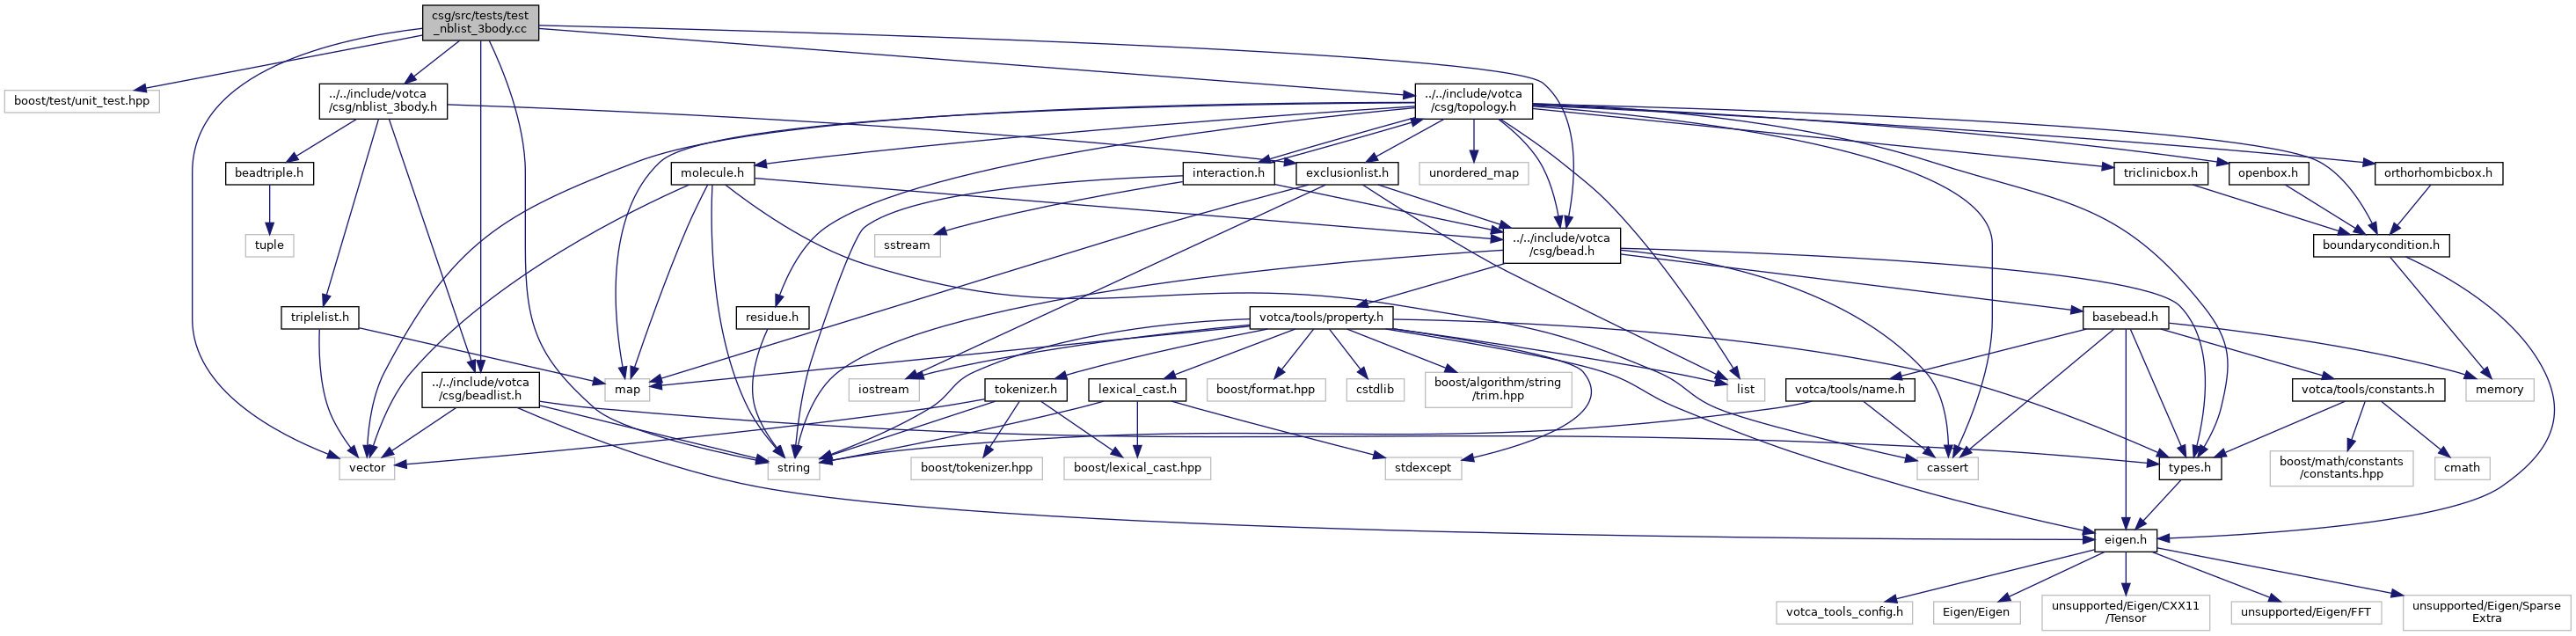 csg/src/tests/test
_nblist_3body.cc
boost/test/unit_test.hpp
../../include/votca
/csg/nblist_3body.h
../../include/votca
/csg/topology.h
beadtriple.h
molecule.h
interaction.h
exclusionlist.h
unordered_map
triclinicbox.h
openbox.h
orthorhombicbox.h
tuple
sstream
../../include/votca
/csg/bead.h
boundarycondition.h
triplelist.h
residue.h
votca/tools/property.h
basebead.h
../../include/votca
/csg/beadlist.h
map
iostream
tokenizer.h
lexical_cast.h
boost/format.hpp
cstdlib
boost/algorithm/string
/trim.hpp
list
votca/tools/name.h
votca/tools/constants.h
memory
vector
string
boost/tokenizer.hpp
boost/lexical_cast.hpp
stdexcept
cassert
types.h
boost/math/constants
/constants.hpp
cmath
eigen.h
votca_tools_config.h
Eigen/Eigen
unsupported/Eigen/CXX11
/Tensor
unsupported/Eigen/FFT
unsupported/Eigen/Sparse
Extra